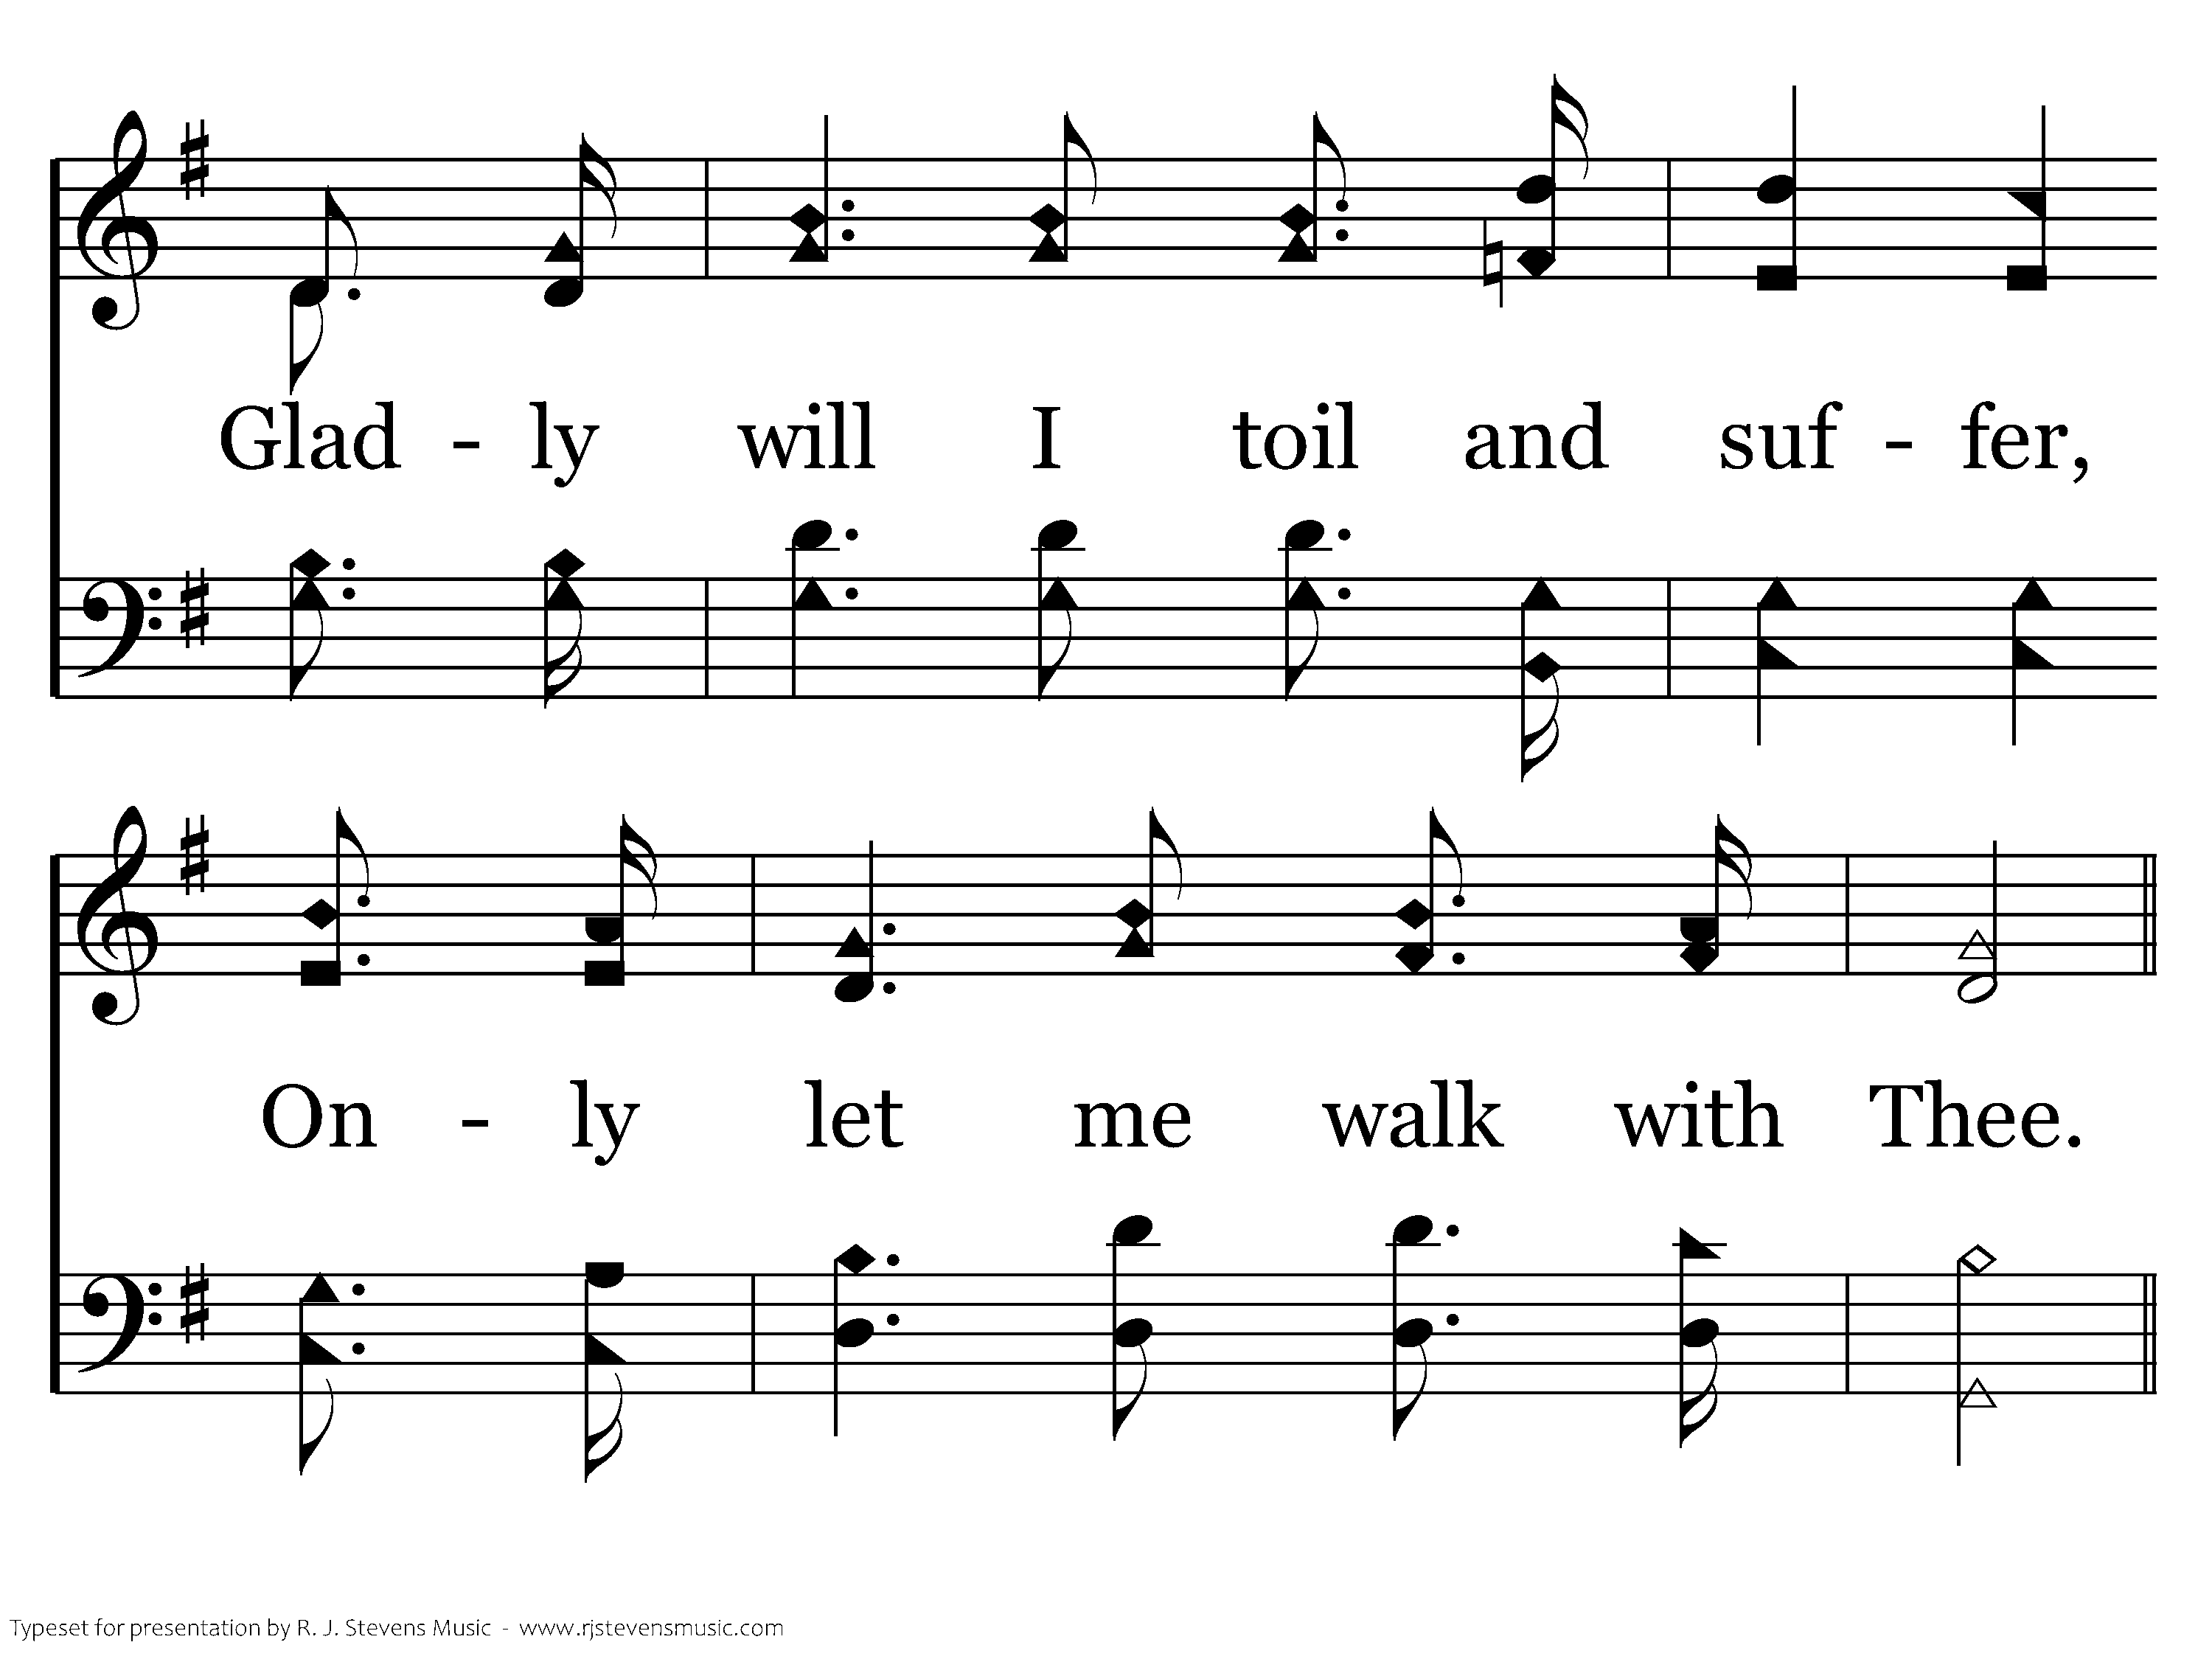 Glad - ly will I toil and suf - fer,
On - ly let me walk with Thee.
Typeset for presentation by R. J. Stevens Music - www.rjstevensmusic.com